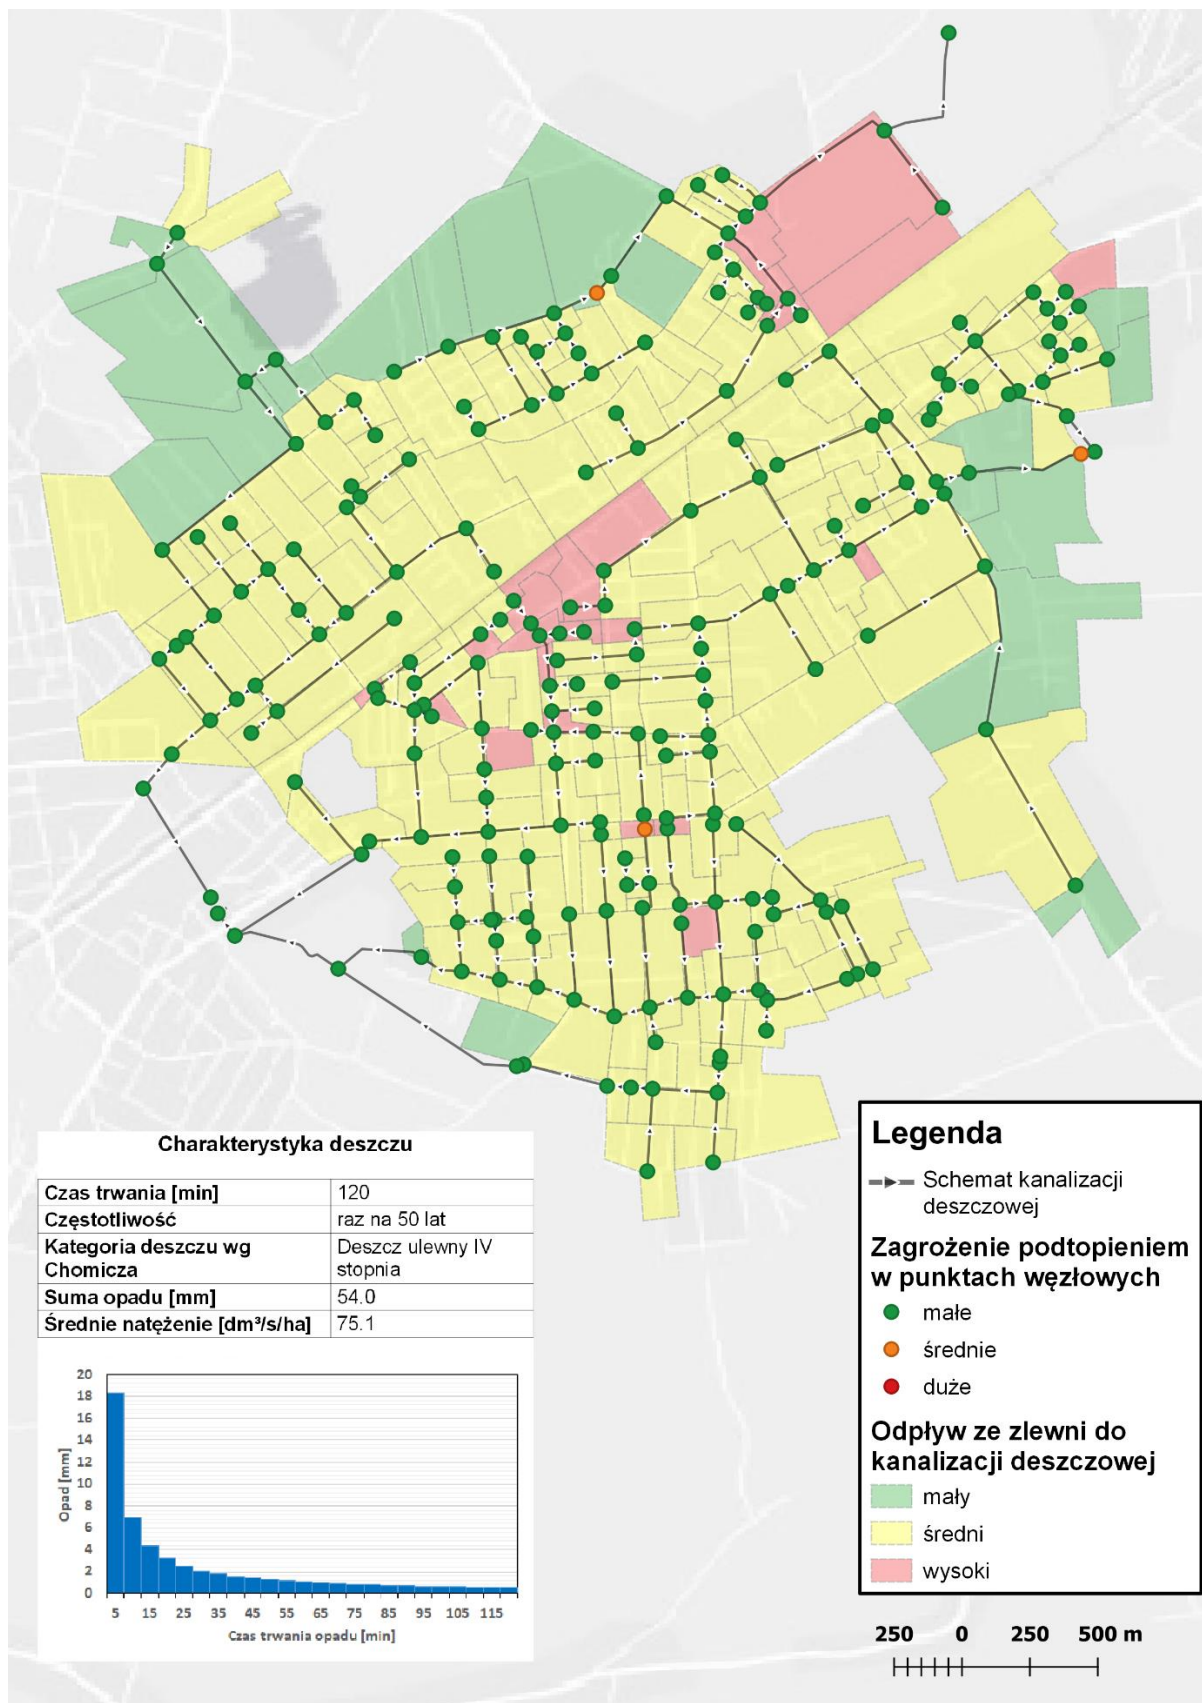 Charakterystyka deszczu
Czas trwania [min] 120
Częstotliwość raz na 50 lat
Kategoria deszczu wg Chomicza Deszcz ulewny IV stopnia
Suma opadu [mm] 54.0
Średnie natężenie [dm³/s/ha] 75.1
20
18
16
14
12
10
8
6
4
2
0
Opad [mm]
5 15 25 35 45 55 65 75 85 95 105 115
Czas trwania opadu [min]
Legenda
Schemat kanalizacji
deszczowej
Zagrożenie podtopieniem
w punktach węzłowych
małe
średnie
duże
Odpływ ze zlewni do
kanalizacji deszczowej
mały
średni
wysoki
250 0 250 500 m